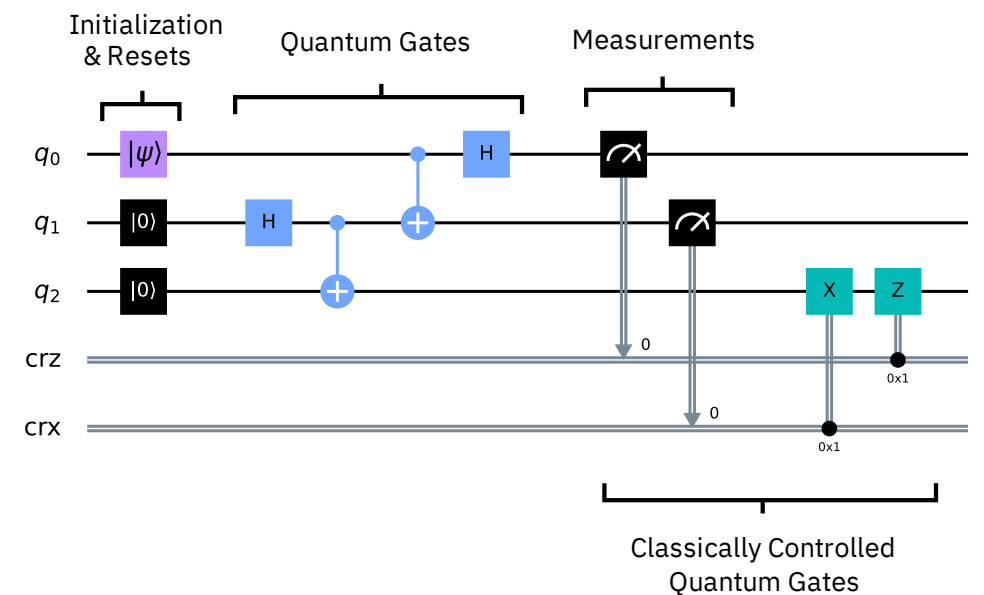 Initialization
& Resets
Quantum Gates
Measurements
q0 |ψ⟩ H
q1 |0⟩ H
q2 |0⟩ X Z
crz 0 0x1
crx 0 0x1
Classically Controlled
Quantum Gates